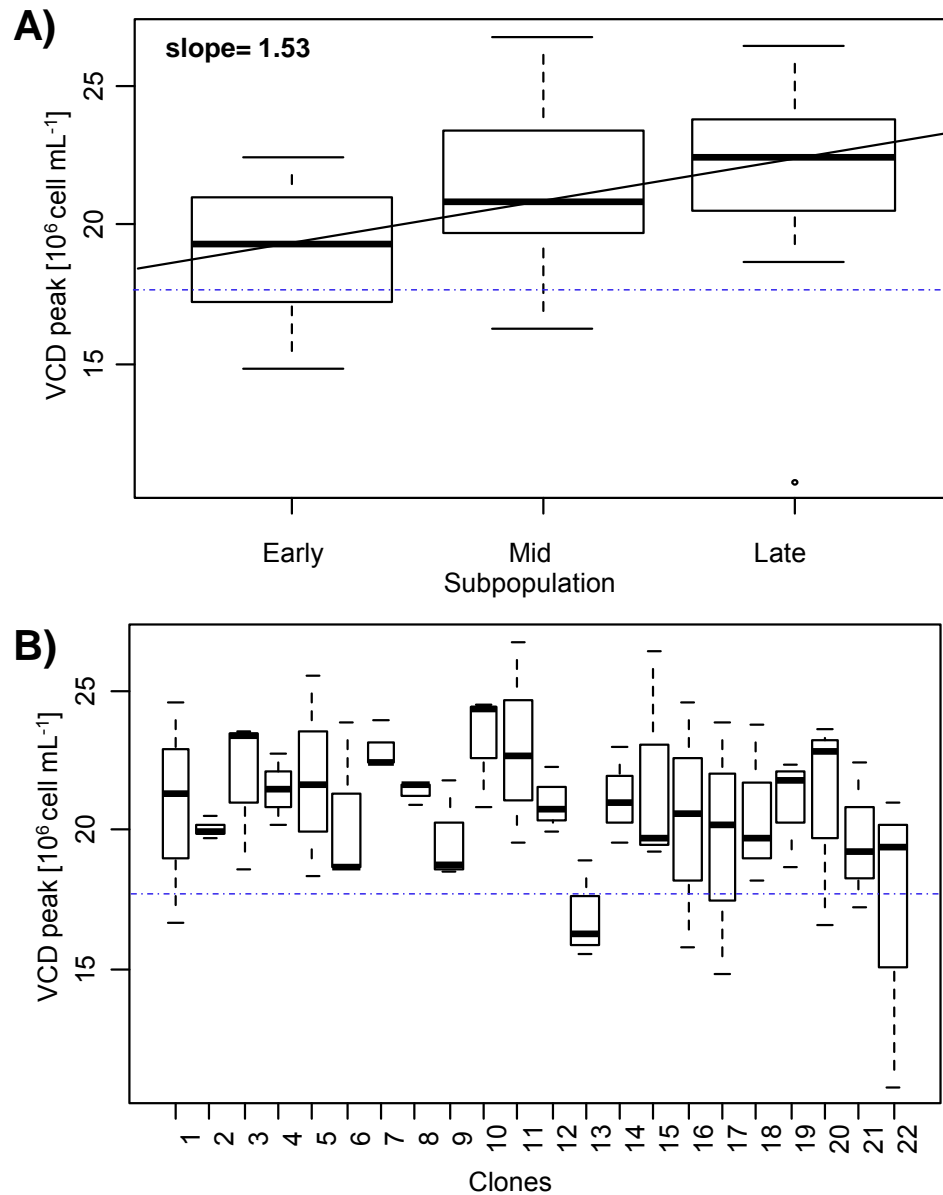 A)
slope= 1.53
VCD peak [10⁶ cell mL⁻¹]
25
20
15
Early Mid Late
Subpopulation
B)
VCD peak [10⁶ cell mL⁻¹]
25
20
15
1 2 3 4 5 6 7 8 9 10 11 12 13 14 15 16 17 18 19 20 21 22
Clones